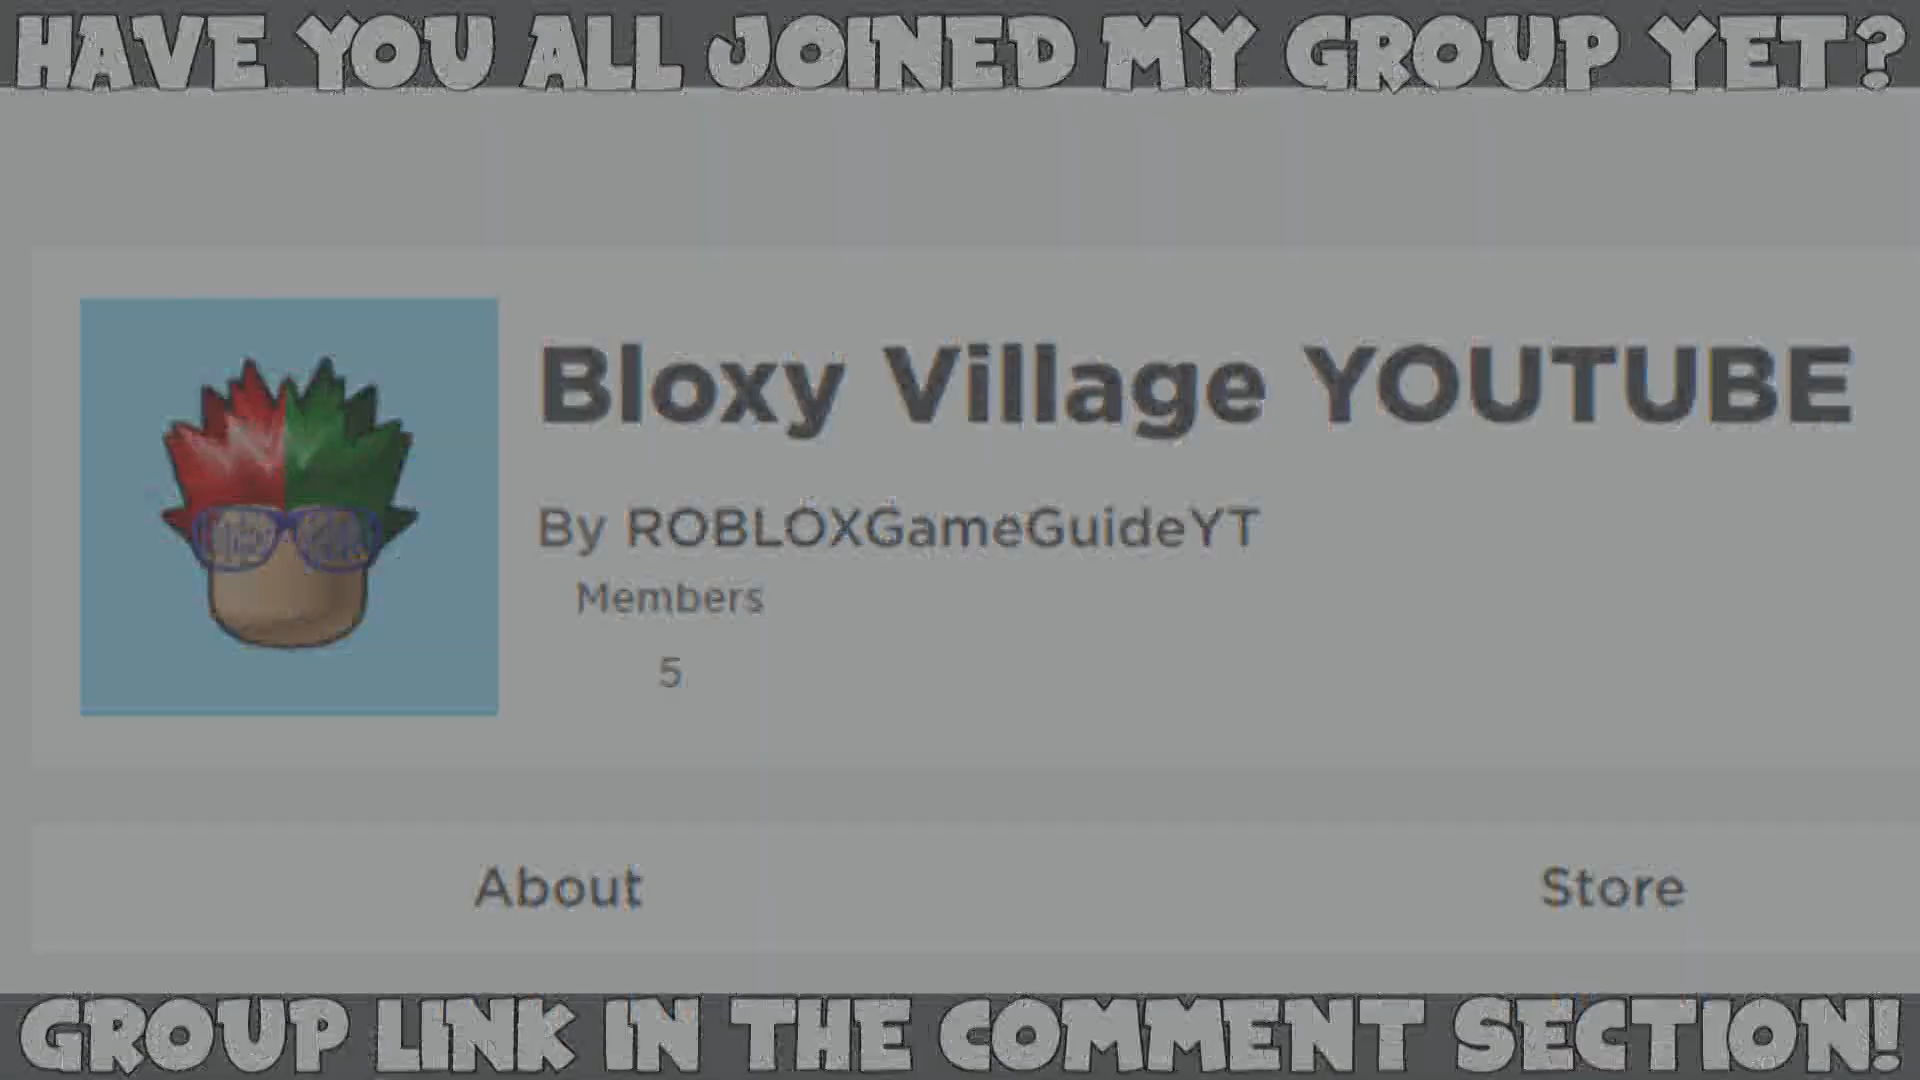 HAVE YOU ALL JOINED MY GROUP YET?
Bloxy Village YOUTUBE
By ROBLOXGameGuideYT
Members
5
About
Store
GROUP LINK IN THE COMMENT SECTION!